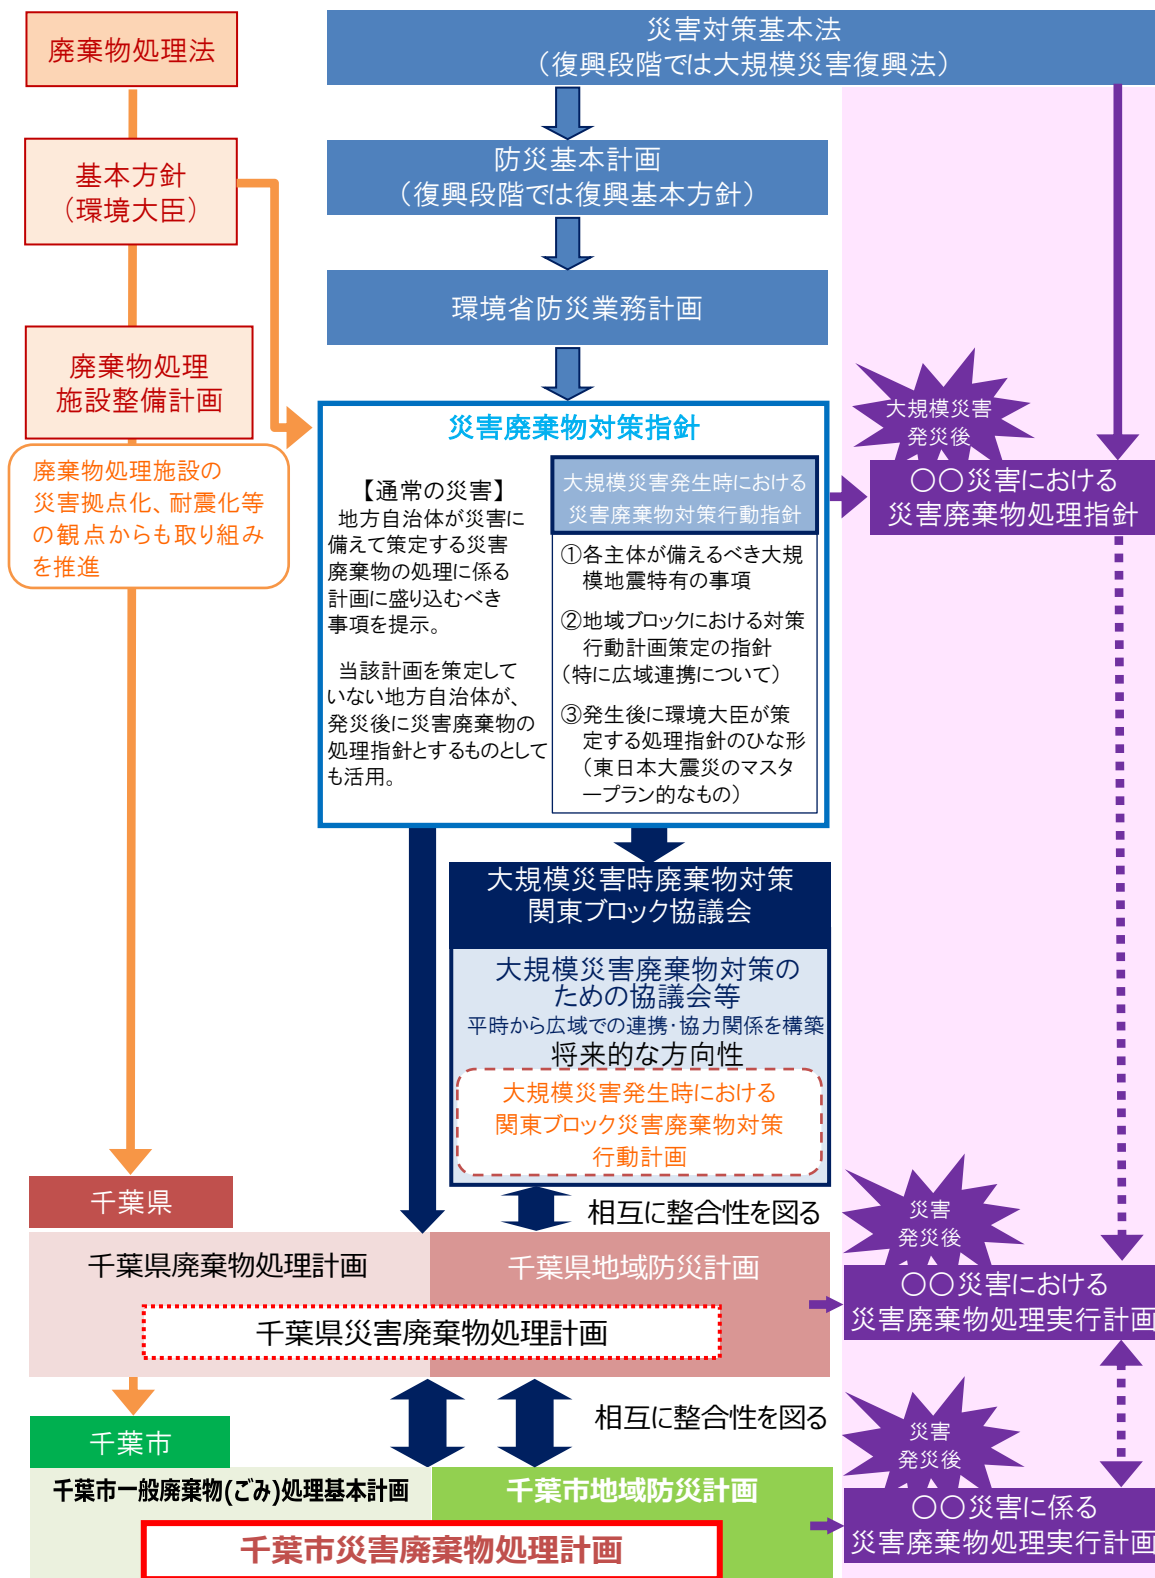 廃棄物処理法
災害対策基本法
（復興段階では大規模災害復興法）
基本方針
（環境大臣）
防災基本計画
（復興段階では復興基本方針）
環境省防災業務計画
廃棄物処理
施設整備計画
廃棄物処理施設の
災害拠点化、耐震化等
の観点からも取り組み
を推進
災害廃棄物対策指針
【通常の災害】
地方自治体が災害に
備えて策定する災害
廃棄物の処理に係る
計画に盛り込むべき
事項を提示。
当該計画を策定して
いない地方自治体が、
発災後に災害廃棄物の
処理指針とするものとして
も活用。
大規模災害発生時における
災害廃棄物対策行動指針
①各主体が備えるべき大規
模地震特有の事項
②地域ブロックにおける対策
行動計画策定の指針
（特に広域連携について）
③発生後に環境大臣が策
定する処理指針のひな形
（東日本大震災のマスタ
ープラン的なもの）
大規模災害
発災後
〇〇災害における
災害廃棄物処理指針
大規模災害時廃棄物対策
関東ブロック協議会
大規模災害廃棄物対策の
ための協議会等
平時から広域での連携・協力関係を構築
将来的な方向性
大規模災害発生時における
関東ブロック災害廃棄物対策
行動計画
千葉県
相互に整合性を図る
災害
発災後
千葉県廃棄物処理計画
千葉県地域防災計画
千葉県災害廃棄物処理計画
〇〇災害における
災害廃棄物処理実行計画
千葉市
相互に整合性を図る
災害
発災後
千葉市一般廃棄物(ごみ)処理基本計画
千葉市地域防災計画
千葉市災害廃棄物処理計画
〇〇災害に係る
災害廃棄物処理実行計画